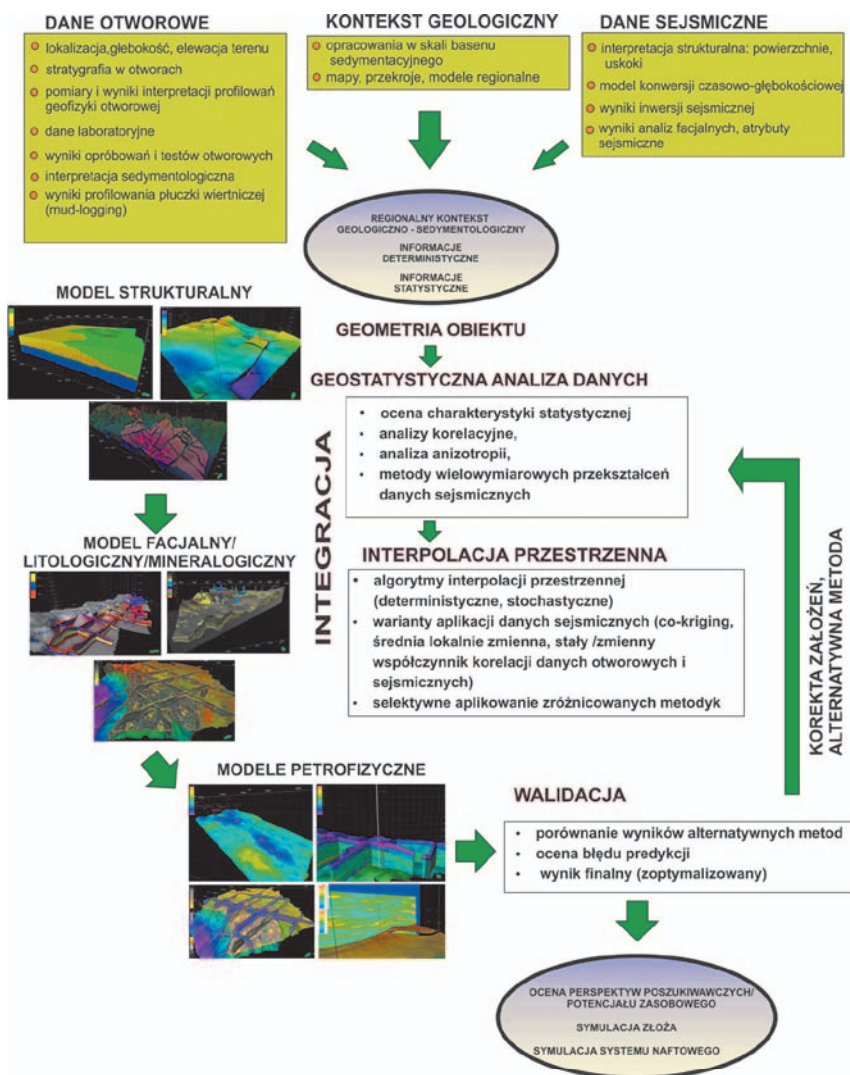 DANE OTWOROWE
lokalizacja,głebokość, elewacja terenu
stratygrafia w otworach
pomiary i wyniki interpretacji profilowań
geofizyki otworowej
dane laboratoryjne
wyniki opróbowań i testów otworowych
interpretacja sedymentologiczna
wyniki profilowania płuczki wiertniczej
(mud-logging)
KONTEKST GEOLOGICZNY
opracowania w skali basenu
sedymentacyjnego
mapy, przekroje, modele regionalne
DANE SEJSMICZNE
interpretacja strukturalna: powierzchnie,
uskoki
model konwersji czasowo-głębokościowej
wyniki inwersji sejsmicznej
wyniki analiz facjalnych, atrybuty
sejsmiczne
REGIONALNY KONTEKST
GEOLOGICZNO - SEDYMENTOLOGICZNY
INFORMACJE
DETERMINISTYCZNE
INFORMACJE
STATYSTYCZNE
MODEL STRUKTURALNY
GEOMETRIA OBIEKTU
GEOSTATYSTYCZNA ANALIZA DANYCH
• ocena charakterystyki statystycznej
• analizy korelacyjne,
• analiza anizotropii,
• metody wielowymiarowych przekształceń
danych sejsmicznych
INTEGRACJA
MODEL FACJALNY/
LITOLOGICZNY/MINERALOGICZNY
INTERPOLACJA PRZESTRZENNA
• algorytmy interpolacji przestrzennej
(deterministyczne, stochastyczne)
• warianty aplikacji danych sejsmicznych (co-kriging,
średnia lokalnie zmienna, stały /zmienny
współczynnik korelacji danych otworowych i
sejsmicznych)
• selektywne aplikowanie zróżnicowanych metodyk
KOREKTA ZAŁOŻEŃ,
ALTERNATYWNA METODA
MODELE PETROFIZYCZNE
WALIDACJA
• porównanie wyników alternatywnych metod
• ocena błędu predykcji
• wynik finalny (zoptymalizowany)
OCENA PERSPEKTYW POSZUKIWAWCZYCH/
POTENCJAŁU ZASOBOWEGO
SYMULACJA ZŁOŻA
SYMULACJA SYSTEMU NAFTOWEGO